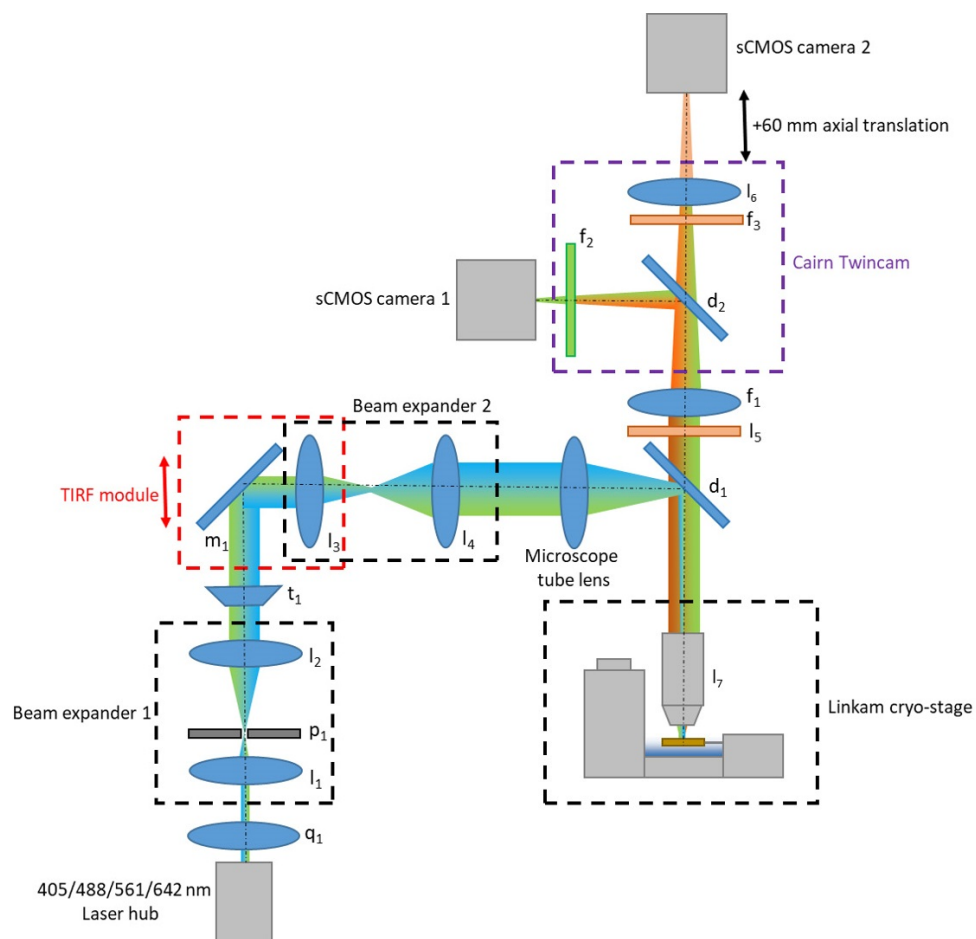 sCMOS camera 2
+60 mm axial translation
l₆
f₃
f₂
Cairn Twincam
sCMOS camera 1
d₂
f₁
Beam expander 2
l₅
TIRF module
d₁
m₁
l₃
l₄
Microscope
tube lens
t₁
l₂
l₇
Beam expander 1
Linkam cryo-stage
p₁
l₁
q₁
405/488/561/642 nm
Laser hub